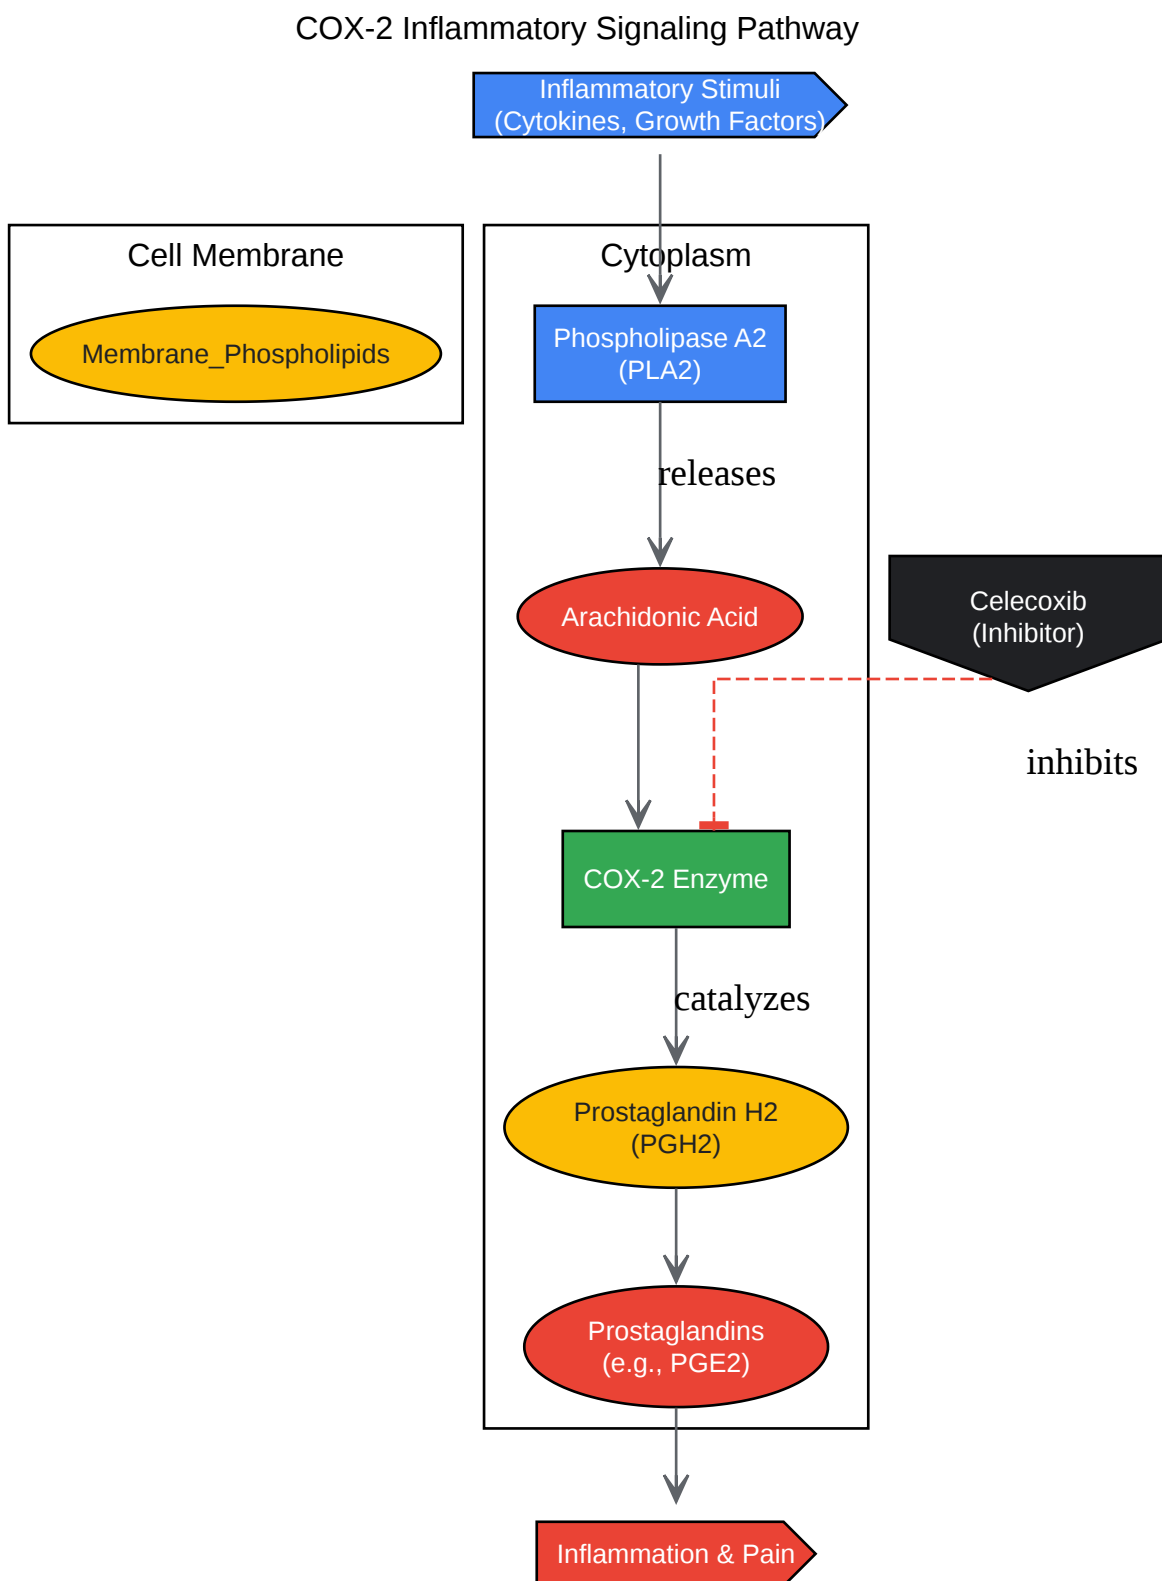 COX-2 Inflammatory Signaling Pathway
Inflammatory Stimuli
(Cytokines, Growth Factors)
Cell Membrane
Cytoplasm
Membrane_Phospholipids
Phospholipase A2
(PLA2)
releases
Arachidonic Acid
Celecoxib
(Inhibitor)
inhibits
COX-2 Enzyme
catalyzes
Prostaglandin H2
(PGH2)
Prostaglandins
(e.g., PGE2)
Inflammation & Pain